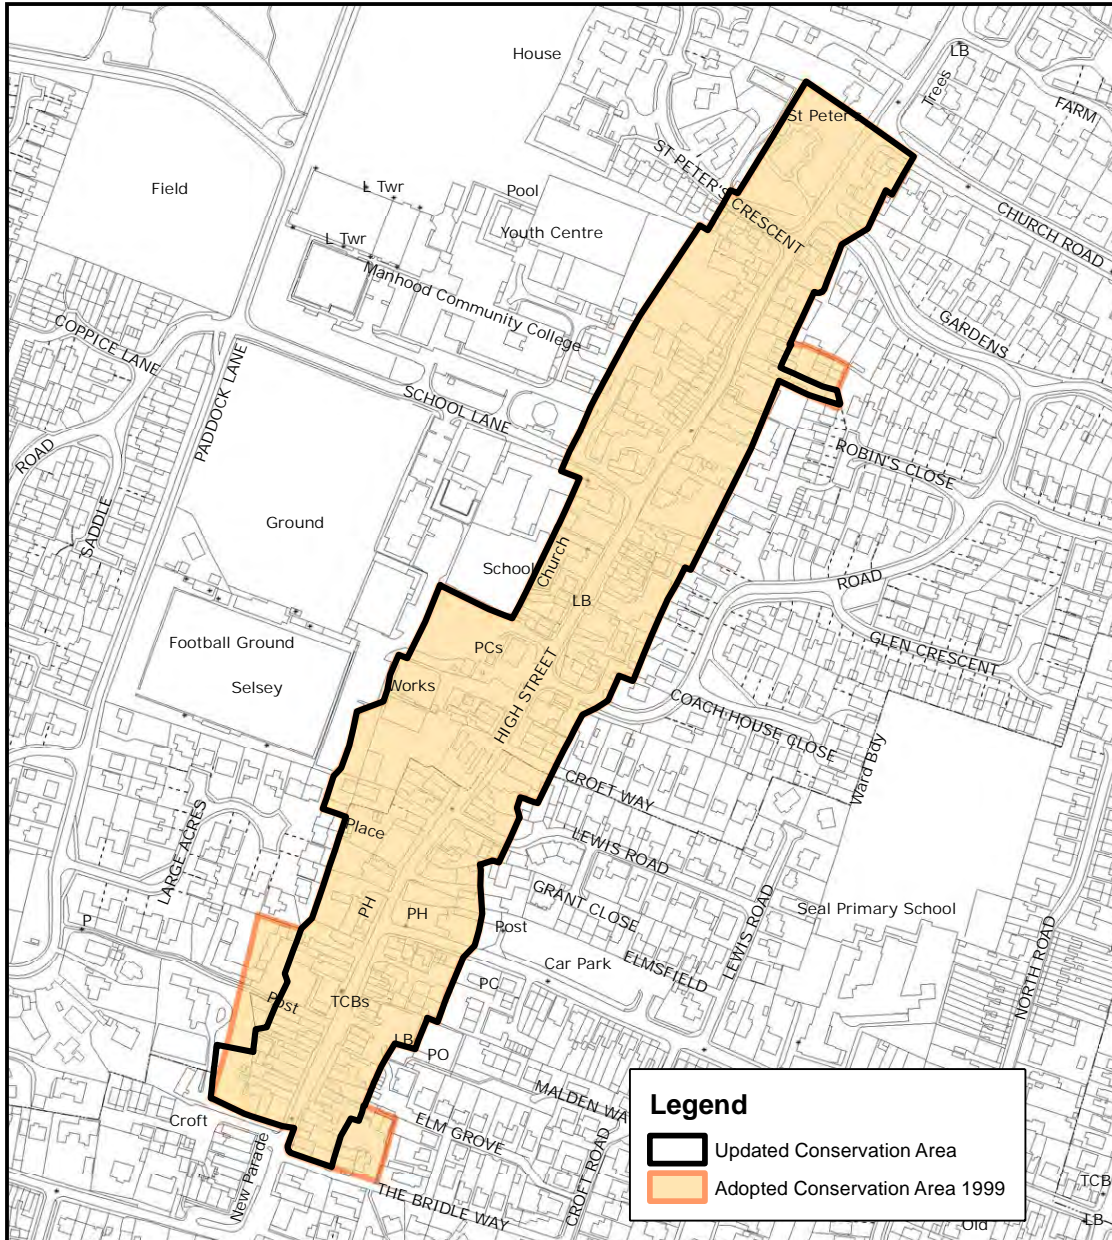 House
LB
Trees
FARM
St Peter's
ST PETER'S CRESCENT
Field
L Twr
Pool
L Twr
Youth Centre
CHURCH ROAD
Manhood Community College
COPPICE LANE
GARDENS
PADDOCK LANE
SCHOOL LANE
ROAD
ROBIN'S CLOSE
SADDLE
Ground
School
Church
ROAD
LB
Football Ground
PCs
GLEN CRESCENT
Selsey
Works
HIGH STREET
COACH HOUSE CLOSE
Ward Bdy
CROFT WAY
Place
LARGE ACRES
LEWIS ROAD
GRANT CLOSE
PH
PH
Seal Primary School
P
Post
Car Park
ELMSFIELD
LEWIS ROAD
NORTH ROAD
Post
TCBs
PC
LB
PO
MALDEN WA
Croft
ELM GROVE
New Parade
CROFT ROAD
THE BRIDLE WAY
Legend
Updated Conservation Area
Adopted Conservation Area 1999
TCB
LB
Old